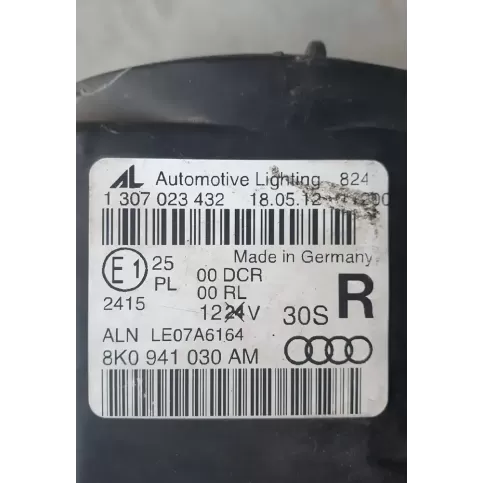 AL Automotive Lighting 824
1 307 023 432 18.05.12
Made in Germany
E1 25 00 DCR
PL 00 RL
2415 1224V 30S R
ALN LE07A6164
8K0 941 030 AM